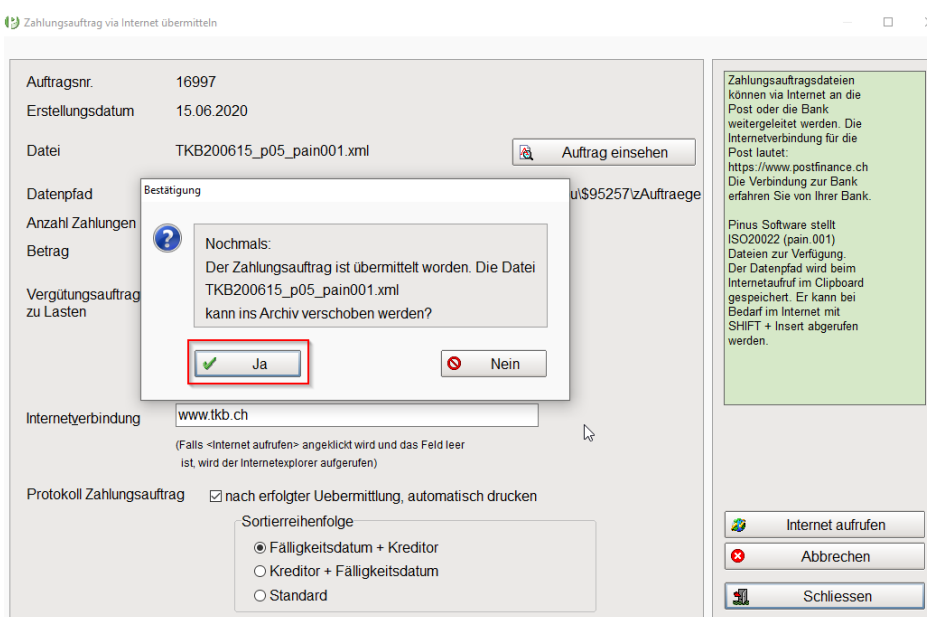 Zahlungsauftrag via Internet übermitteln
Auftragsnr. 16997
Erstellungsdatum 15.06.2020
Datei TKB200615_p05_pain001.xml Auftrag einsehen
Datenpfad u\$95257\zAuftraege
Anzahl Zahlungen
Betrag
Vergütungsauftrag
zu Lasten
Bestätigung
Nochmals:
Der Zahlungsauftrag ist übermittelt worden. Die Datei
TKB200615_p05_pain001.xml
kann ins Archiv verschoben werden?
Ja Nein
Internetverbindung www.tkb.ch
(Falls <Internet aufrufen> angeklickt wird und das Feld leer
ist, wird der Internetexplorer aufgerufen)
Protokoll Zahlungsauftrag nach erfolgter Uebermittlung, automatisch drucken
Sortierreihenfolge
Fälligkeitsdatum + Kreditor
Kreditor + Fälligkeitsdatum
Standard
Zahlungsauftragsdateien
können via Internet an die
Post oder die Bank
weitergeleitet werden. Die
Internetverbindung für die
Post lautet:
https://www.postfinance.ch
Die Verbindung zur Bank
erfahren Sie von Ihrer Bank.
Pinus Software stellt
ISO20022 (pain.001)
Dateien zur Verfügung.
Der Datenpfad wird beim
Internetaufruf im Clipboard
gespeichert. Er kann bei
Bedarf im Internet mit
SHIFT + Insert abgerufen
werden.
Internet aufrufen
Abbrechen
Schliessen